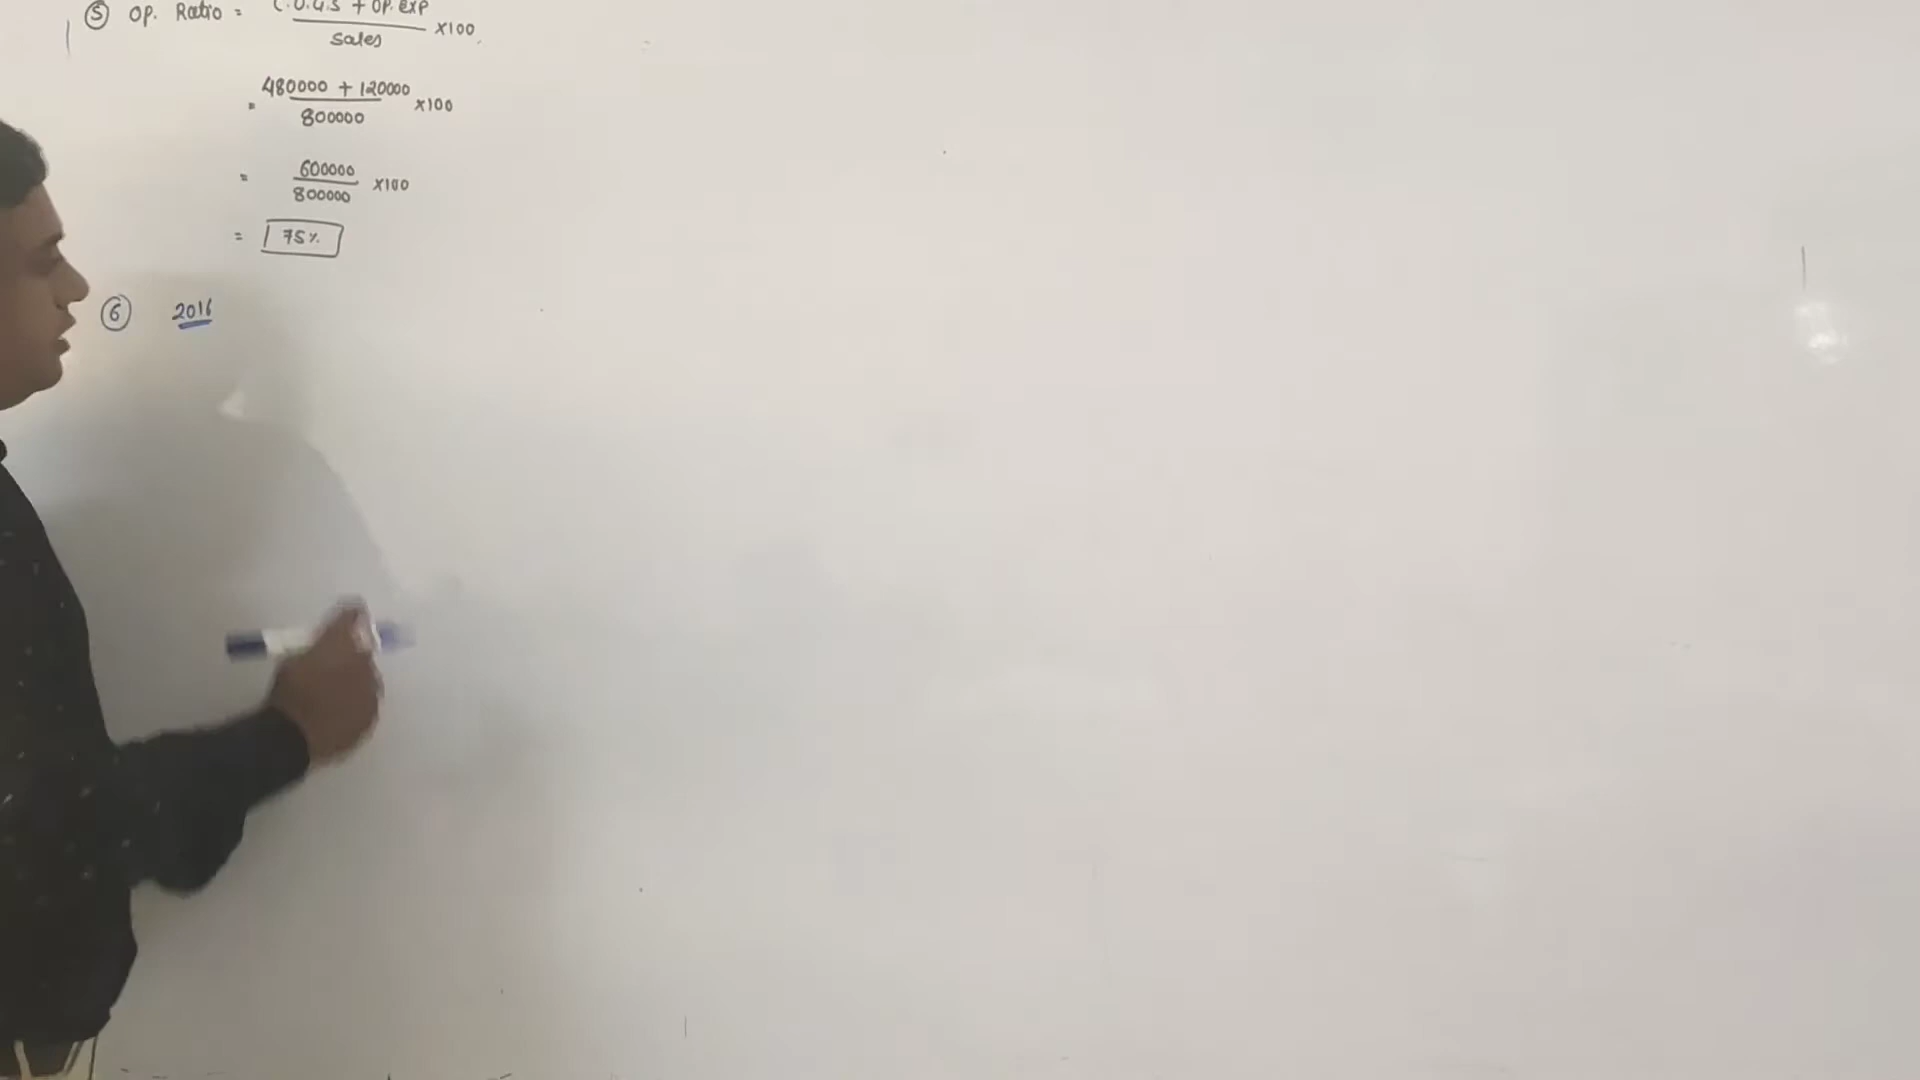 ⑤ Op. Ratio = C.O.G.S + Op. exp
Sales
×100
480000 + 120000
= ×100
800000
600000
= ×100
800000
= 75%
⑥ 2016